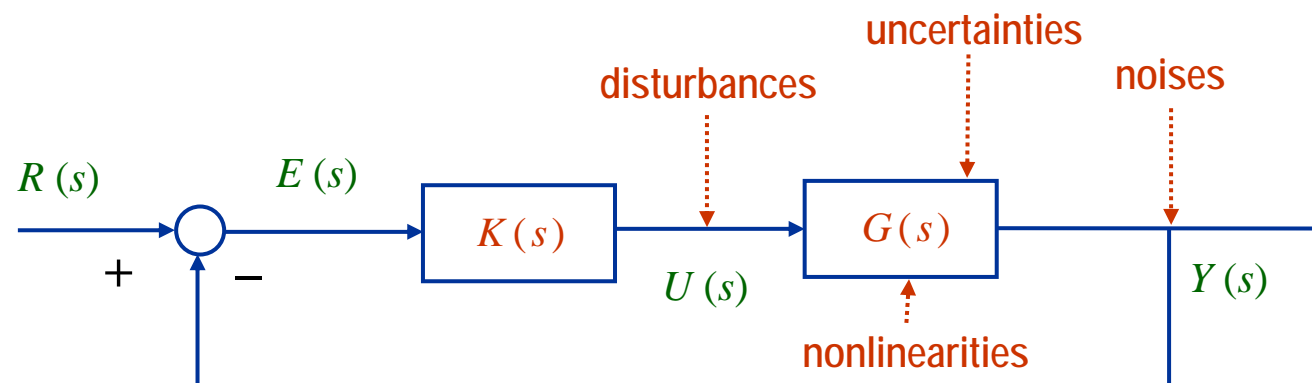 uncertainties
disturbances
noises
R (s)
E (s)
K (s)
G (s)
+
−
U (s)
Y (s)
nonlinearities